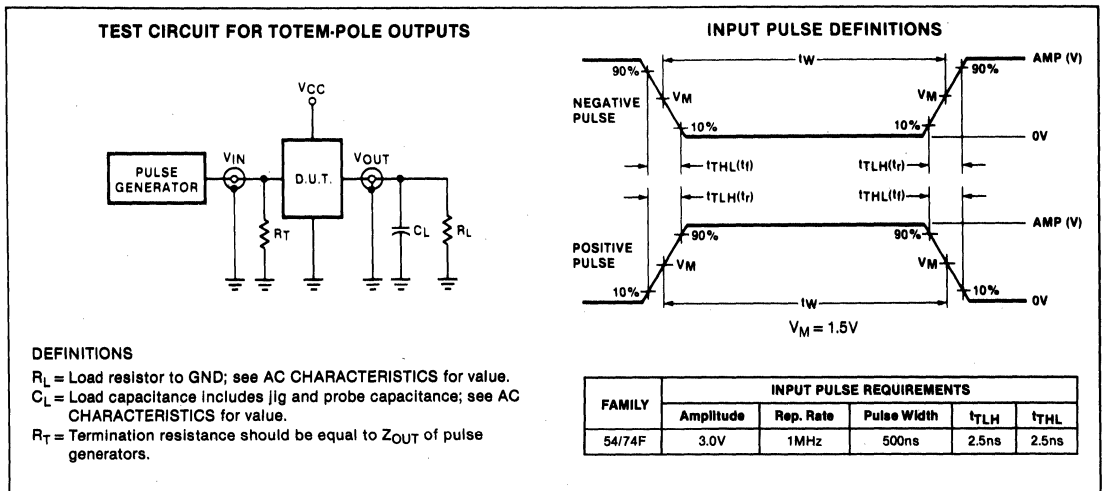 TEST CIRCUIT FOR TOTEM-POLE OUTPUTS
VCC
PULSE
GENERATOR
VIN
RT
D.U.T.
VOUT
CL
RL
DEFINITIONS
RL = Load resistor to GND; see AC CHARACTERISTICS for value.
CL = Load capacitance includes jig and probe capacitance; see AC
CHARACTERISTICS for value.
RT = Termination resistance should be equal to ZOUT of pulse
generators.
INPUT PULSE DEFINITIONS
tW
AMP (V)
90%
90%
NEGATIVE
PULSE
VM
VM
10%
10%
0V
tTHL(tf)
tTLH(tr)
tTLH(tr)
tTHL(tf)
AMP (V)
90%
90%
POSITIVE
PULSE
VM
VM
10%
10%
tW
0V
VM = 1.5V
FAMILY
INPUT PULSE REQUIREMENTS
Amplitude Rep. Rate Pulse Width tTLH tTHL
54/74F 3.0V 1MHz 500ns 2.5ns 2.5ns